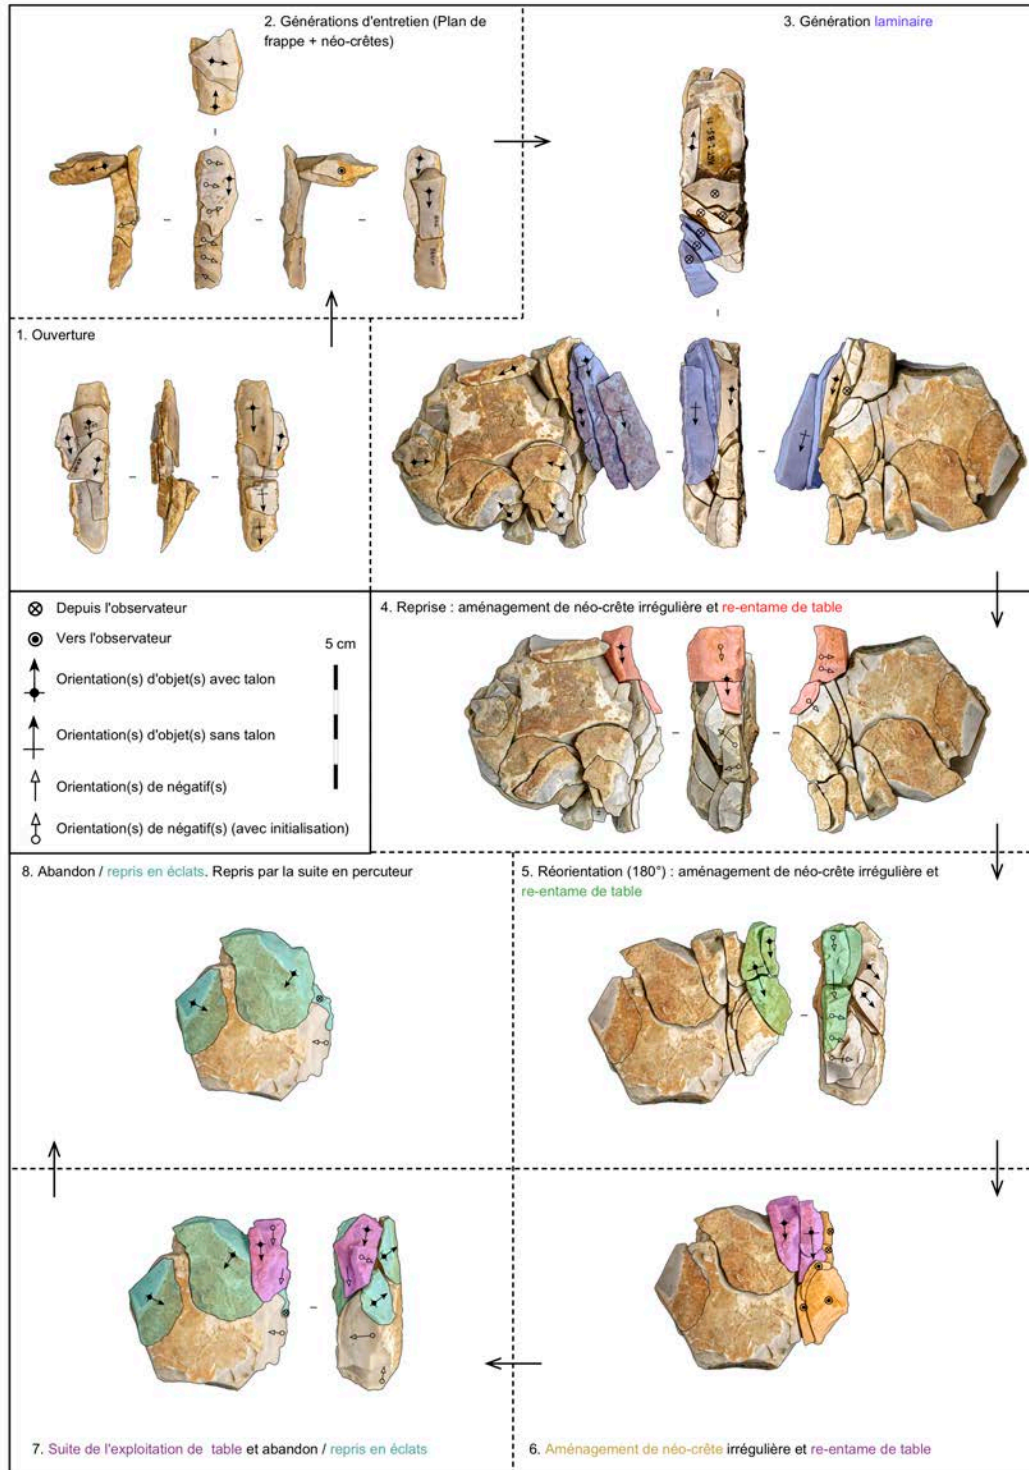 2. Générations d'entretien (Plan de
frappe + néo-crêtes)
3. Génération laminaire
1. Ouverture
Depuis l'observateur
Vers l'observateur
5 cm
Orientation(s) d'objet(s) avec talon
Orientation(s) d'objet(s) sans talon
Orientation(s) de négatif(s)
Orientation(s) de négatif(s) (avec initialisation)
4. Reprise : aménagement de néo-crête irrégulière et re-entame de table
8. Abandon / repris en éclats. Repris par la suite en percuteur
5. Réorientation (180°) : aménagement de néo-crête irrégulière et
re-entame de table
7. Suite de l'exploitation de table et abandon / repris en éclats
6. Aménagement de néo-crête irrégulière et re-entame de table